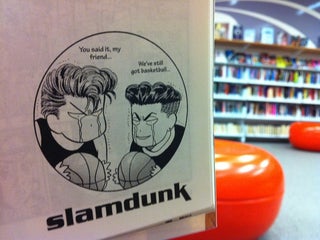 You said it, my
friend...
We've still
got basketball...
slamdunk